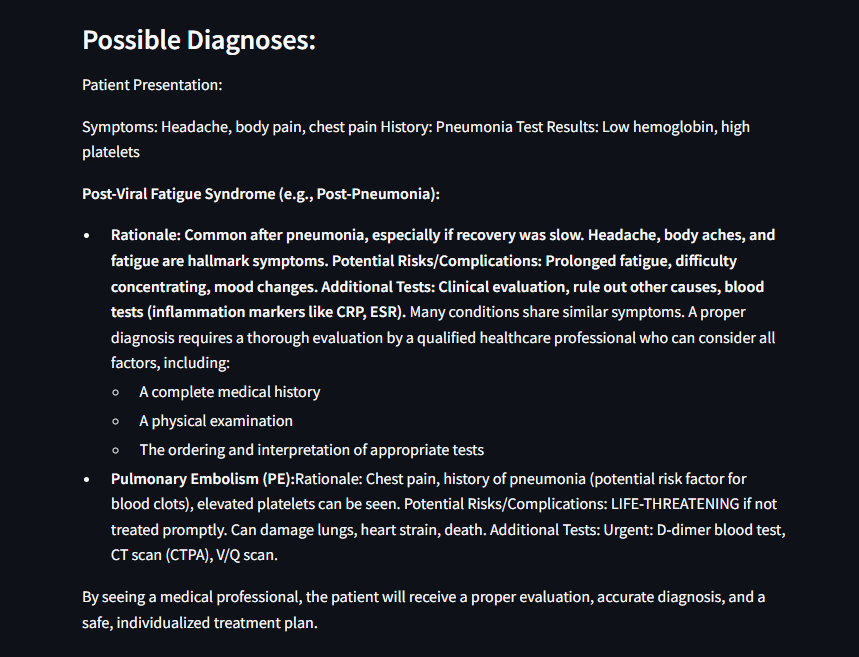 Possible Diagnoses:
Patient Presentation:
Symptoms: Headache, body pain, chest pain History: Pneumonia Test Results: Low hemoglobin, high
platelets
Post-Viral Fatigue Syndrome (e.g., Post-Pneumonia):
Rationale: Common after pneumonia, especially if recovery was slow. Headache, body aches, and
fatigue are hallmark symptoms. Potential Risks/Complications: Prolonged fatigue, difficulty
concentrating, mood changes. Additional Tests: Clinical evaluation, rule out other causes, blood
tests (inflammation markers like CRP, ESR). Many conditions share similar symptoms. A proper
diagnosis requires a thorough evaluation by a qualified healthcare professional who can consider all
factors, including:
A complete medical history
A physical examination
The ordering and interpretation of appropriate tests
Pulmonary Embolism (PE):Rationale: Chest pain, history of pneumonia (potential risk factor for
blood clots), elevated platelets can be seen. Potential Risks/Complications: LIFE-THREATENING if not
treated promptly. Can damage lungs, heart strain, death. Additional Tests: Urgent: D-dimer blood test,
CT scan (CTPA), V/Q scan.
By seeing a medical professional, the patient will receive a proper evaluation, accurate diagnosis, and a
safe, individualized treatment plan.